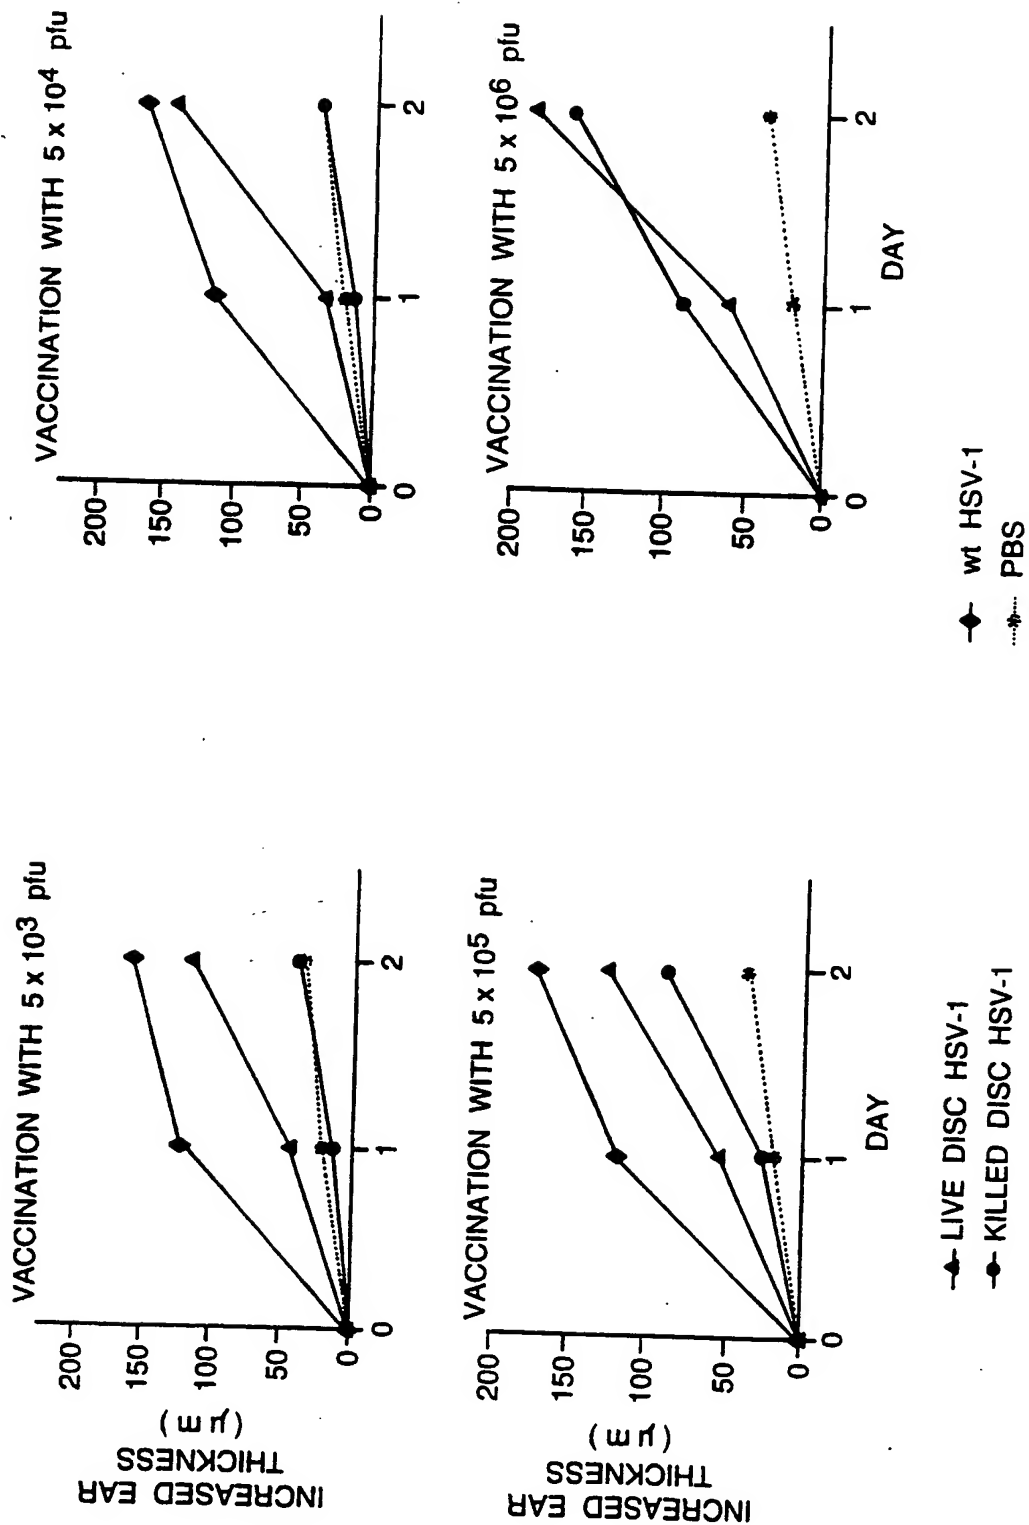 VACCINATION WITH 5 x 10³ pfu
INCREASED EAR
THICKNESS
(μm)
200
150
100
50
0
0
1
2
VACCINATION WITH 5 x 10⁴ pfu
200
150
100
50
0
0
1
2
VACCINATION WITH 5 x 10⁵ pfu
INCREASED EAR
THICKNESS
(μm)
200
150
100
50
0
0
1
2
DAY
VACCINATION WITH 5 x 10⁶ pfu
200
150
100
50
0
0
1
2
DAY
LIVE DISC HSV-1
KILLED DISC HSV-1
wt HSV-1
PBS